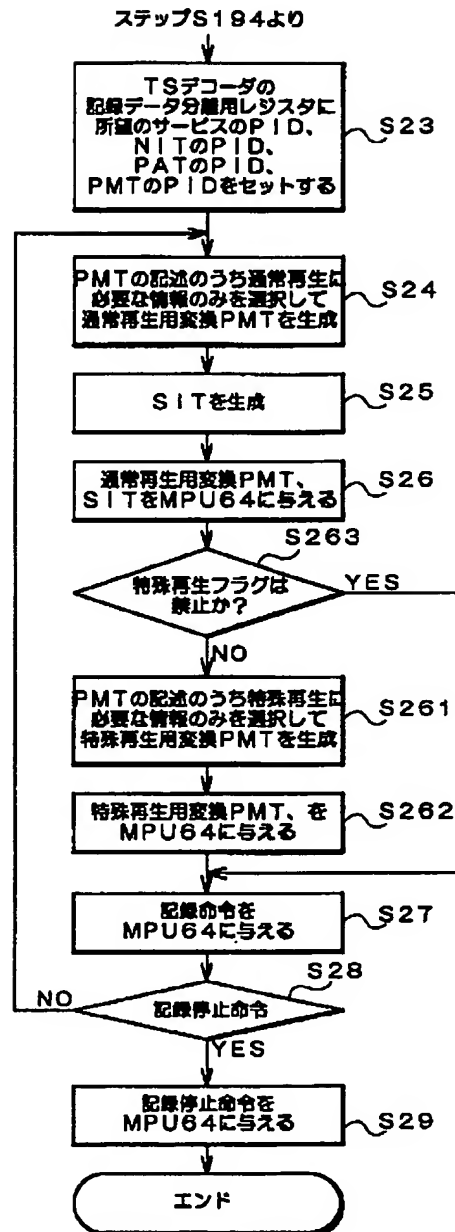 ステップS194より
TSデコーダの
記録データ分離用レジスタに
所望のサービスのPID、
NITのPID、
PATのPID、
PMTのPIDをセットする
S23
PMTの記述のうち通常再生に
必要な情報のみを選択して
通常再生用変換PMTを生成
S24
SITを生成
S25
通常再生用変換PMT、
SITをMPU64に与える
S26
S263
特殊再生フラグは
禁止か?
YES
NO
PMTの記述のうち特殊再生に
必要な情報のみを選択して
特殊再生用変換PMTを生成
S261
特殊再生用変換PMT、を
MPU64に与える
S262
記録命令を
MPU64に与える
S27
S28
NO
記録停止命令
YES
記録停止命令を
MPU64に与える
S29
エンド